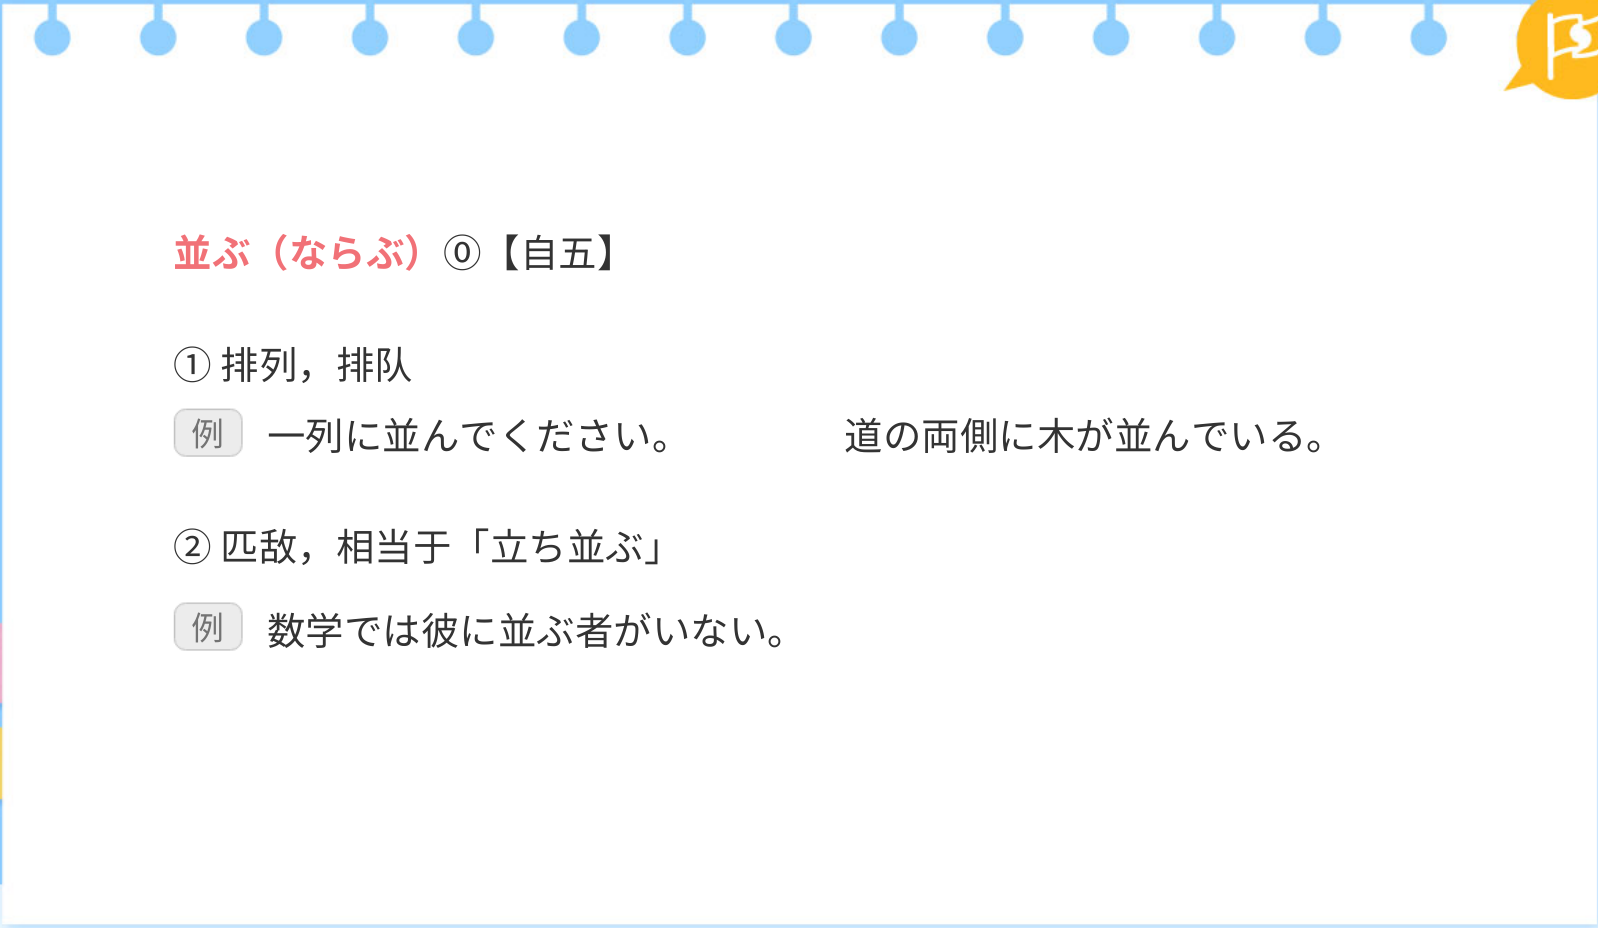 並ぶ（ならぶ）⓪【自五】
① 排列，排队
例 一列に並んでください。 道の両側に木が並んでいる。
② 匹敌，相当于「立ち並ぶ」
例 数学では彼に並ぶ者がいない。